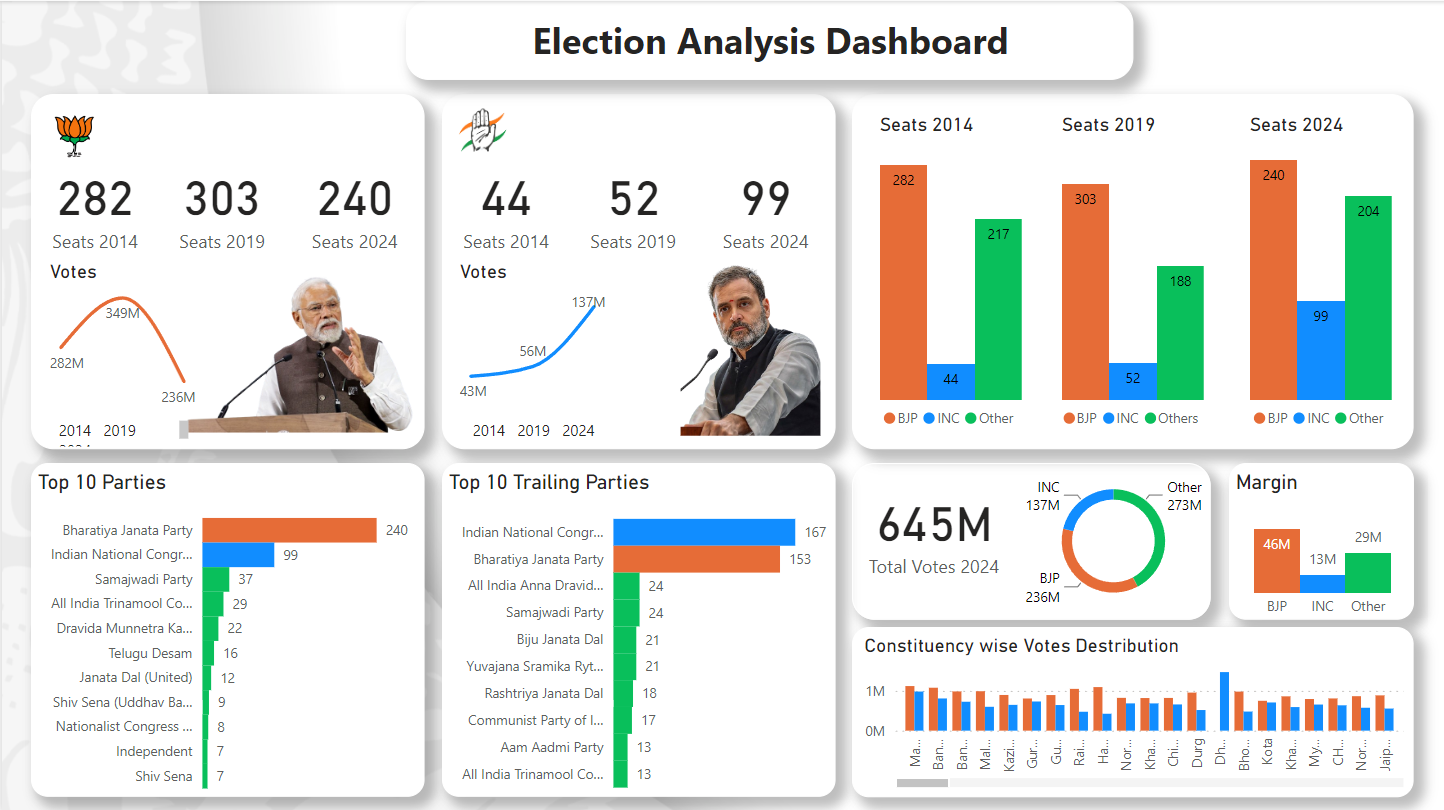 Election Analysis Dashboard
282
303
240
Seats 2014
Seats 2019
Seats 2024
Votes
349M
282M
236M
2014 2019
44
52
99
Seats 2014
Seats 2019
Seats 2024
Votes
137M
56M
43M
2014 2019 2024
Seats 2014
282
217
44
BJP INC Other
Seats 2019
303
188
52
BJP INC Others
Seats 2024
240
204
99
BJP INC Other
Top 10 Parties
Bharatiya Janata Party 240
Indian National Congr... 99
Samajwadi Party 37
All India Trinamool Co... 29
Dravida Munnetra Ka... 22
Telugu Desam 16
Janata Dal (United) 12
Shiv Sena (Uddhav Ba... 9
Nationalist Congress ... 8
Independent 7
Shiv Sena 7
Top 10 Trailing Parties
Indian National Congr... 167
Bharatiya Janata Party 153
All India Anna Dravid... 24
Samajwadi Party 24
Biju Janata Dal 21
Yuvajana Sramika Ryt... 21
Rashtriya Janata Dal 18
Communist Party of I... 17
Aam Aadmi Party 13
All India Trinamool Co... 13
645M
Total Votes 2024
INC
137M
Other
273M
BJP
236M
Margin
46M
13M
29M
BJP INC Other
Constituency wise Votes Destribution
1M
0M
Ma...
Ban...
Ban...
Mal...
Kazi...
Gur...
Gu...
Rai...
Ha...
Nor...
Kha...
Chi...
Durg
Dh...
Bho...
Kota
Kha...
My...
CH...
Nor...
Jaip...